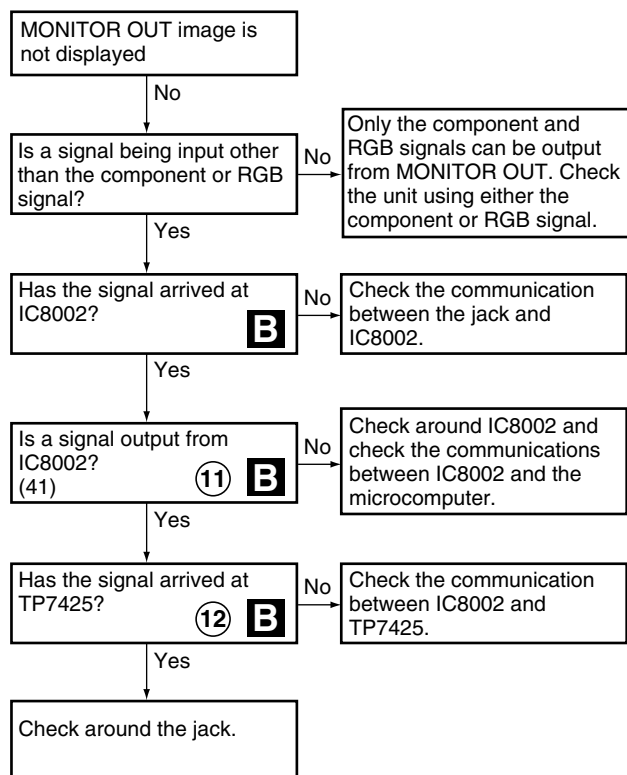 MONITOR OUT image is
not displayed
No
Is a signal being input other
than the component or RGB
signal?
No
Only the component and
RGB signals can be output
from MONITOR OUT. Check
the unit using either the
component or RGB signal.
Yes
Has the signal arrived at
IC8002?
B
No
Check the communication
between the jack and
IC8002.
Yes
Is a signal output from
IC8002?
(41)
11 B
No
Check around IC8002 and
check the communications
between IC8002 and the
microcomputer.
Yes
Has the signal arrived at
TP7425?
12 B
No
Check the communication
between IC8002 and
TP7425.
Yes
Check around the jack.